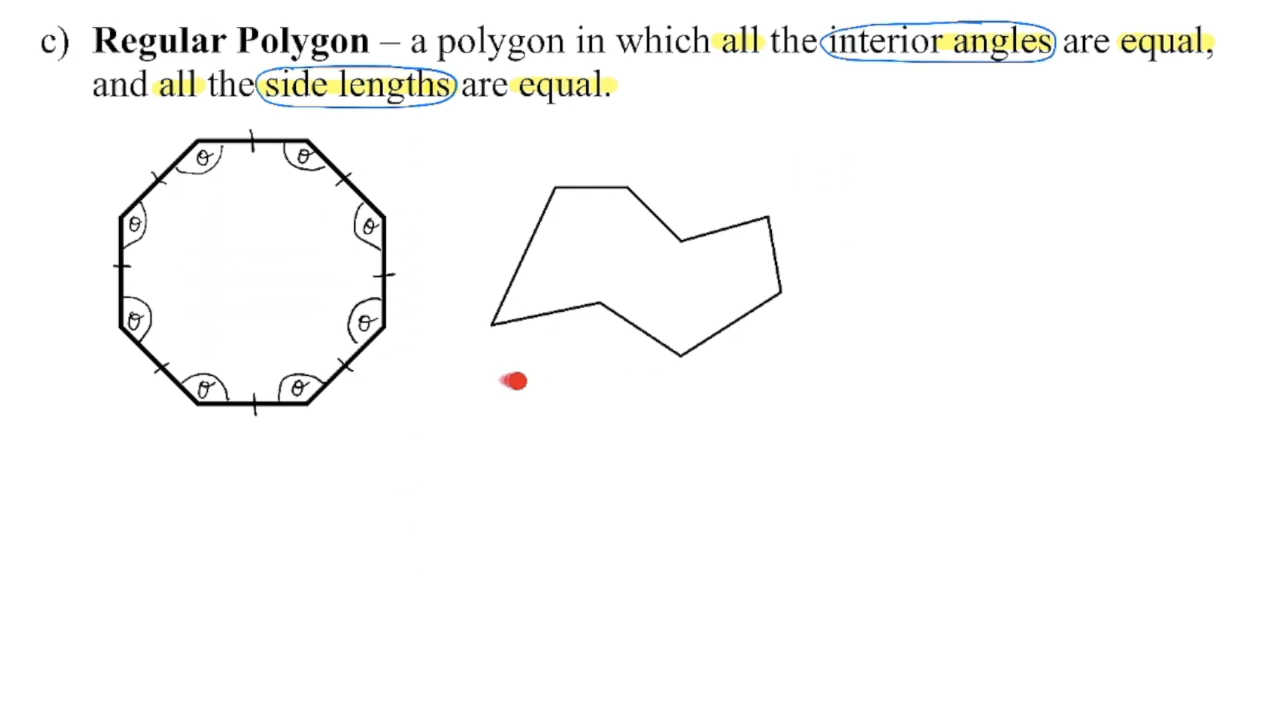 c) Regular Polygon – a polygon in which all the interior angles are equal,
and all the side lengths are equal.
θ θ
θ θ
θ θ
θ θ